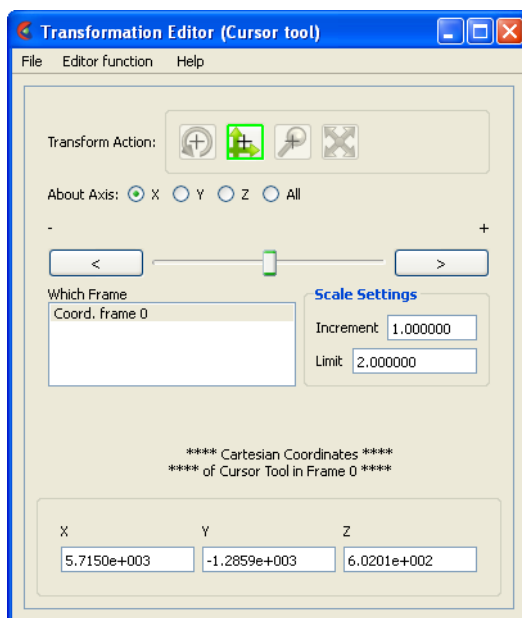 Transformation Editor (Cursor tool)
File Editor function Help
Transform Action:
About Axis: X Y Z All
- +
< >
Which Frame
Coord. frame 0
Scale Settings
Increment 1.000000
Limit 2.000000
**** Cartesian Coordinates ****
**** of Cursor Tool in Frame 0 ****
X Y Z
5.7150e+003 -1.2859e+003 6.0201e+002